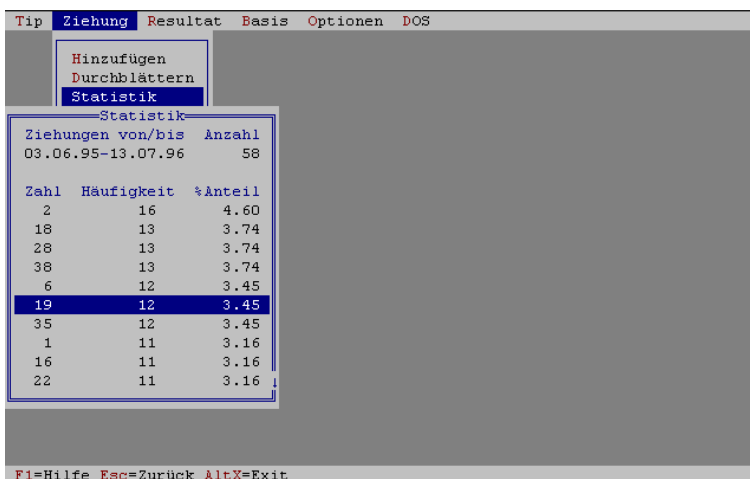 Tip Ziehung Resultat Basis Optionen DOS
Hinzufügen
Durchblättern
Statistik
Statistik
Ziehungen von/bis Anzahl
03.06.95-13.07.96 58
Zahl Häufigkeit %Anteil
2 16 4.60
18 13 3.74
28 13 3.74
38 13 3.74
6 12 3.45
19 12 3.45
35 12 3.45
1 11 3.16
16 11 3.16
22 11 3.16 ↓
F1=Hilfe Esc=Zurück AltX=Exit